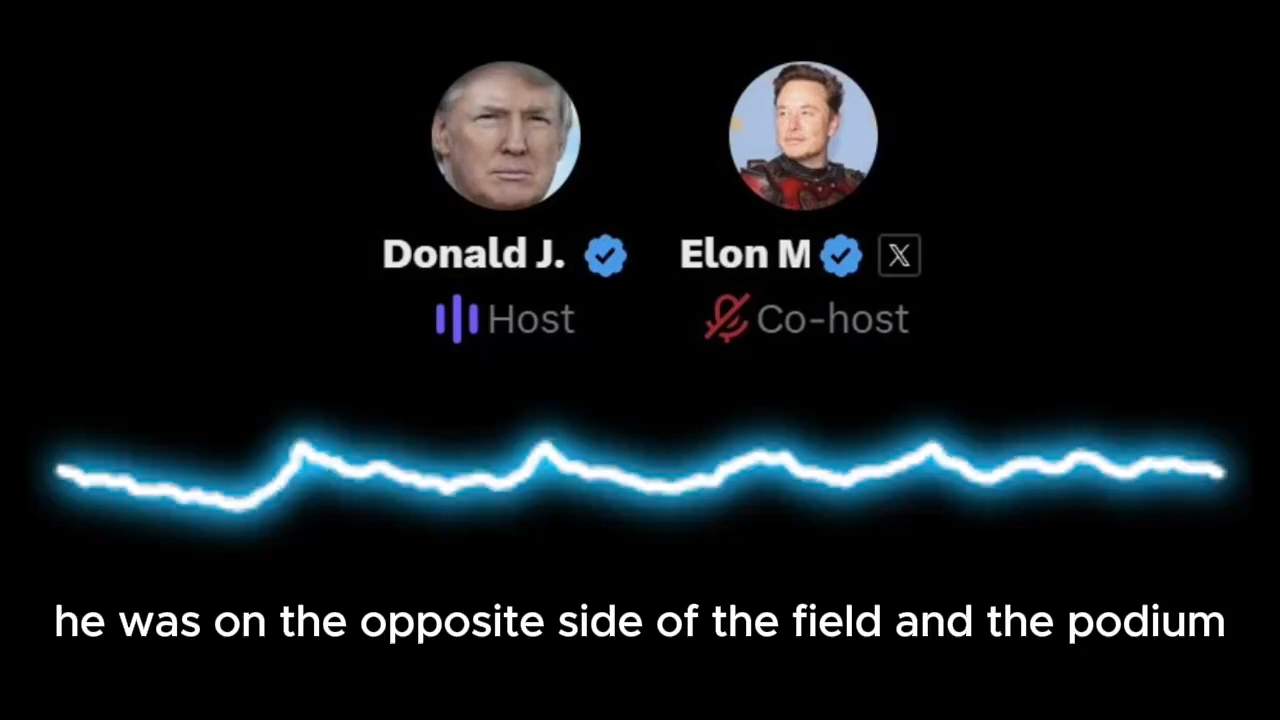 Donald J.
Elon M
X
Host
Co-host
he was on the opposite side of the field and the podium